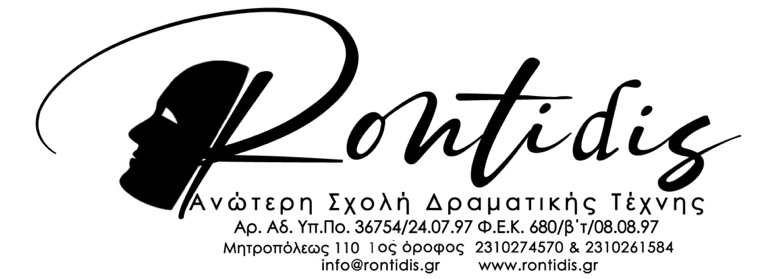 Rontidis
Ανώτερη Σχολή Δραματικής Τέχνης
Αρ. Αδ. Υπ.Πο. 36754/24.07.97 Φ.Ε.Κ. 680/β'τ/08.08.97
Μητροπόλεως 110 1ος όροφος 2310274570 & 2310261584
info@rontidis.gr www.rontidis.gr